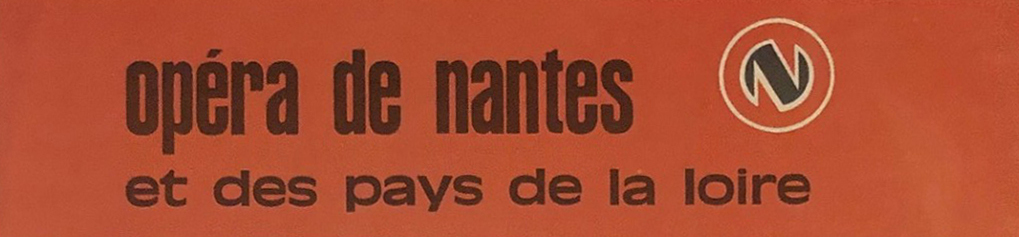 opéra de nantes N
et des pays de la loire